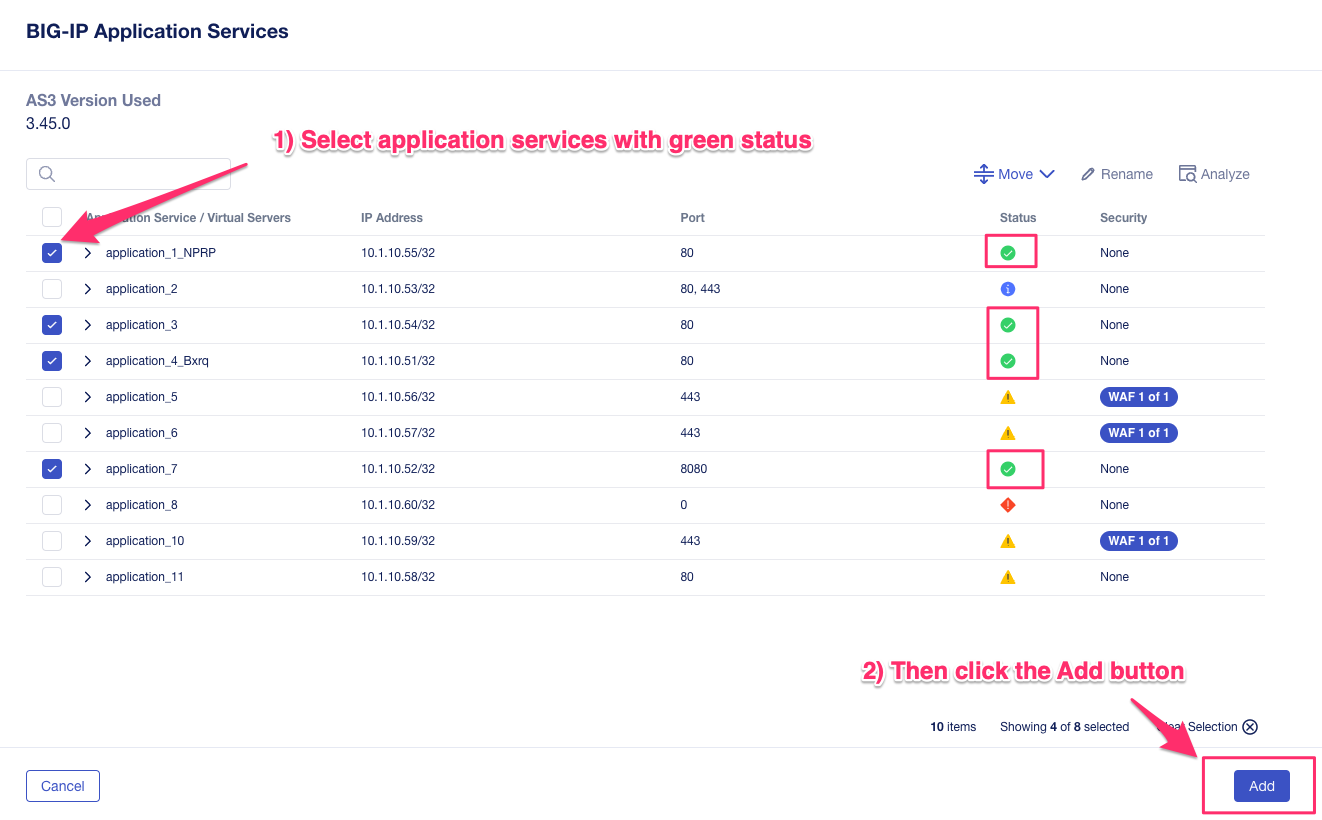 BIG-IP Application Services
AS3 Version Used
3.45.0
1) Select application services with green status
Move Rename Analyze
Application Service / Virtual Servers IP Address Port Status Security
application_1_NPRP 10.1.10.55/32 80 None
application_2 10.1.10.53/32 80, 443 None
application_3 10.1.10.54/32 80 None
application_4_Bxrq 10.1.10.51/32 80 None
application_5 10.1.10.56/32 443 WAF 1 of 1
application_6 10.1.10.57/32 443 WAF 1 of 1
application_7 10.1.10.52/32 8080 None
application_8 10.1.10.60/32 0 None
application_10 10.1.10.59/32 443 WAF 1 of 1
application_11 10.1.10.58/32 80 None
2) Then click the Add button
10 items Showing 4 of 8 selected Clear Selection
Cancel Add